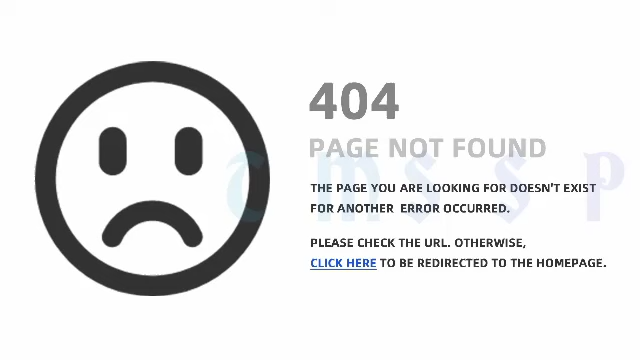 404
PAGE NOT FOUND
THE PAGE YOU ARE LOOKING FOR DOESN'T EXIST
FOR ANOTHER ERROR OCCURRED.
PLEASE CHECK THE URL. OTHERWISE,
CLICK HERE TO BE REDIRECTED TO THE HOMEPAGE.
cmssp